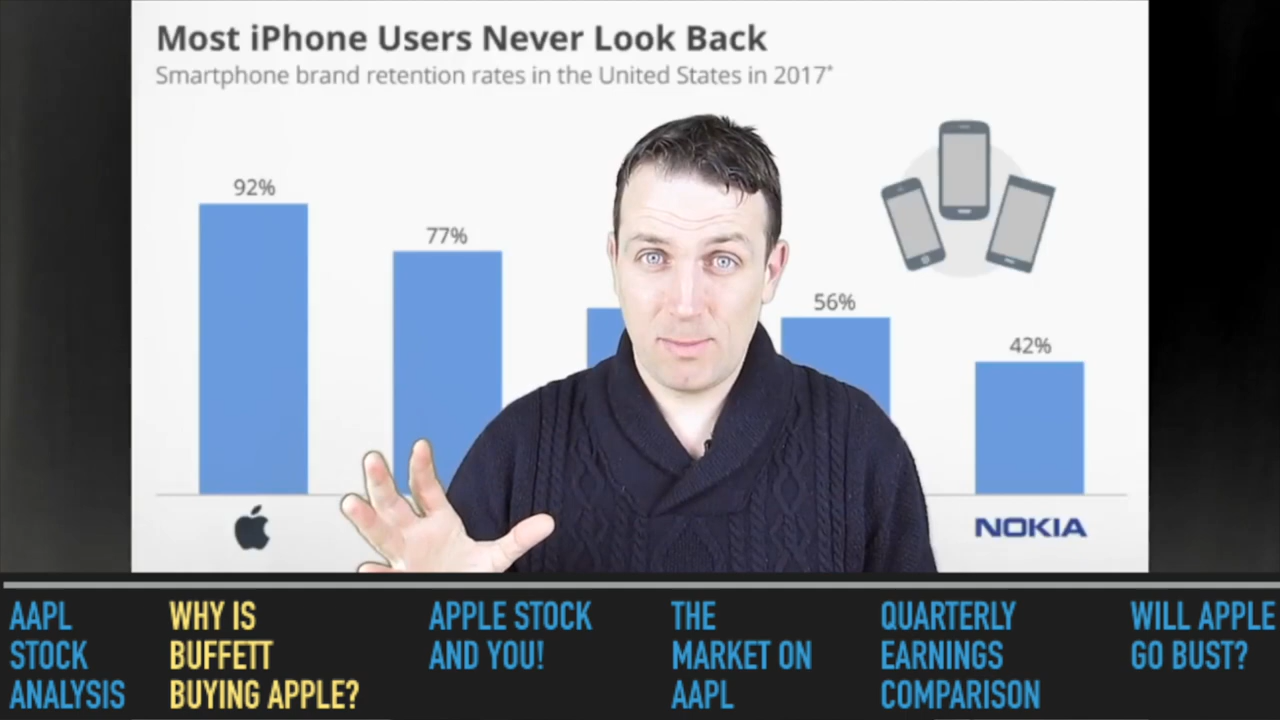 Most iPhone Users Never Look Back
Smartphone brand retention rates in the United States in 2017*
92%
77%
56%
42%
NOKIA
AAPL
STOCK
ANALYSIS
WHY IS
BUFFETT
BUYING APPLE?
APPLE STOCK
AND YOU!
THE
MARKET ON
AAPL
QUARTERLY
EARNINGS
COMPARISON
WILL APPLE
GO BUST?